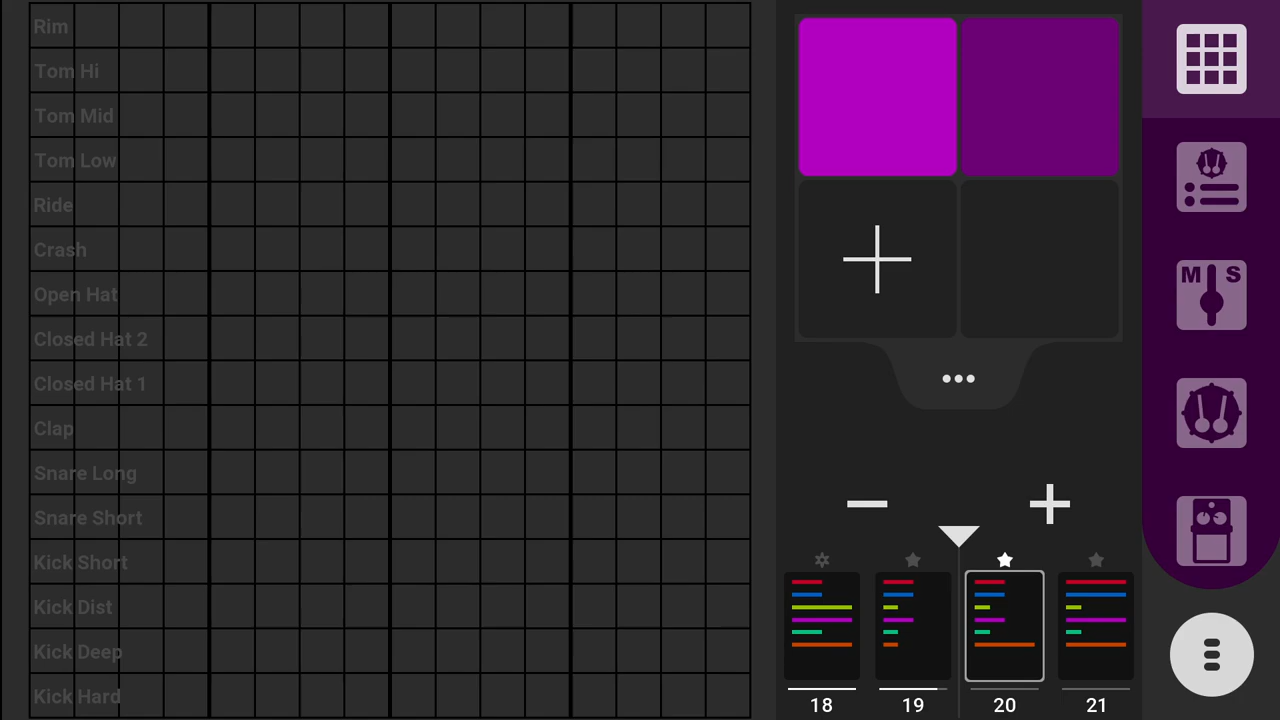 Rim
Tom Hi
Tom Mid
Tom Low
Ride
Crash
Open Hat
Closed Hat 2
Closed Hat 1
Clap
Snare Long
Snare Short
Kick Short
Kick Dist
Kick Deep
Kick Hard
M S
18 19 20 21